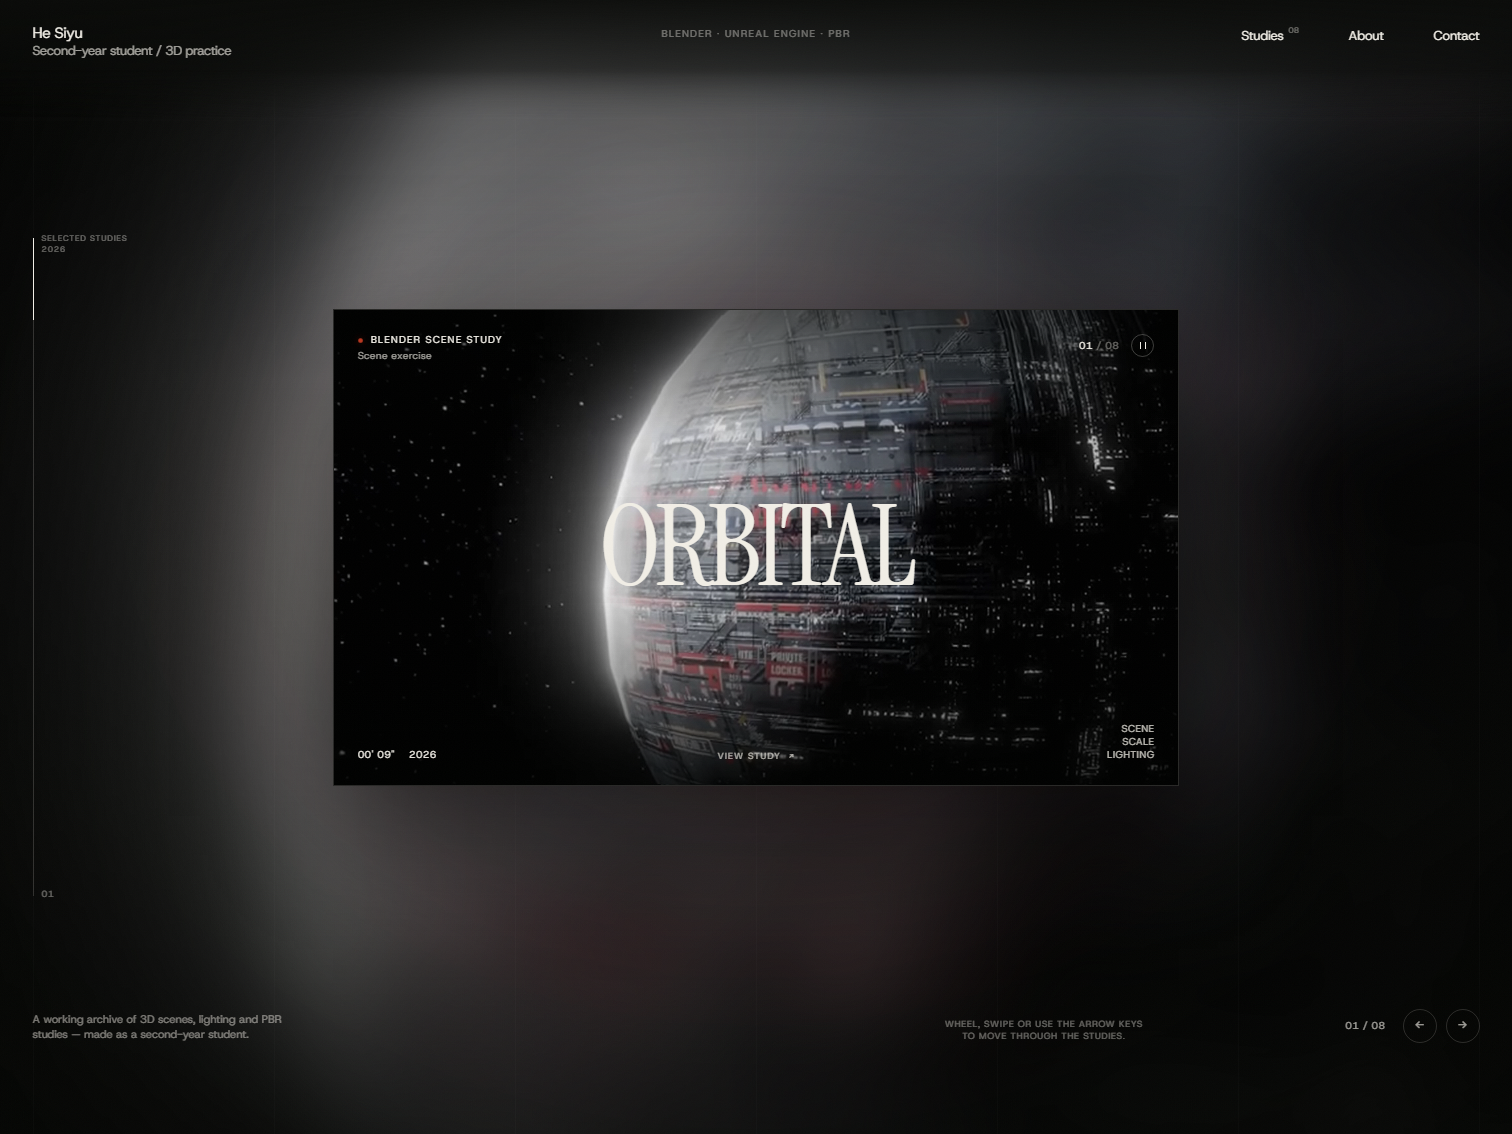 He Siyu
Second-year student / 3D practice
BLENDER · UNREAL ENGINE · PBR
Studies 08
About
Contact
SELECTED STUDIES
2026
BLENDER SCENE STUDY
Scene exercise
01 / 08
ORBITAL
PRIVATE
LOCKER
00' 09" 2026
VIEW STUDY ↗
SCENE
SCALE
LIGHTING
01
A working archive of 3D scenes, lighting and PBR
studies — made as a second-year student.
WHEEL, SWIPE OR USE THE ARROW KEYS
TO MOVE THROUGH THE STUDIES.
01 / 08